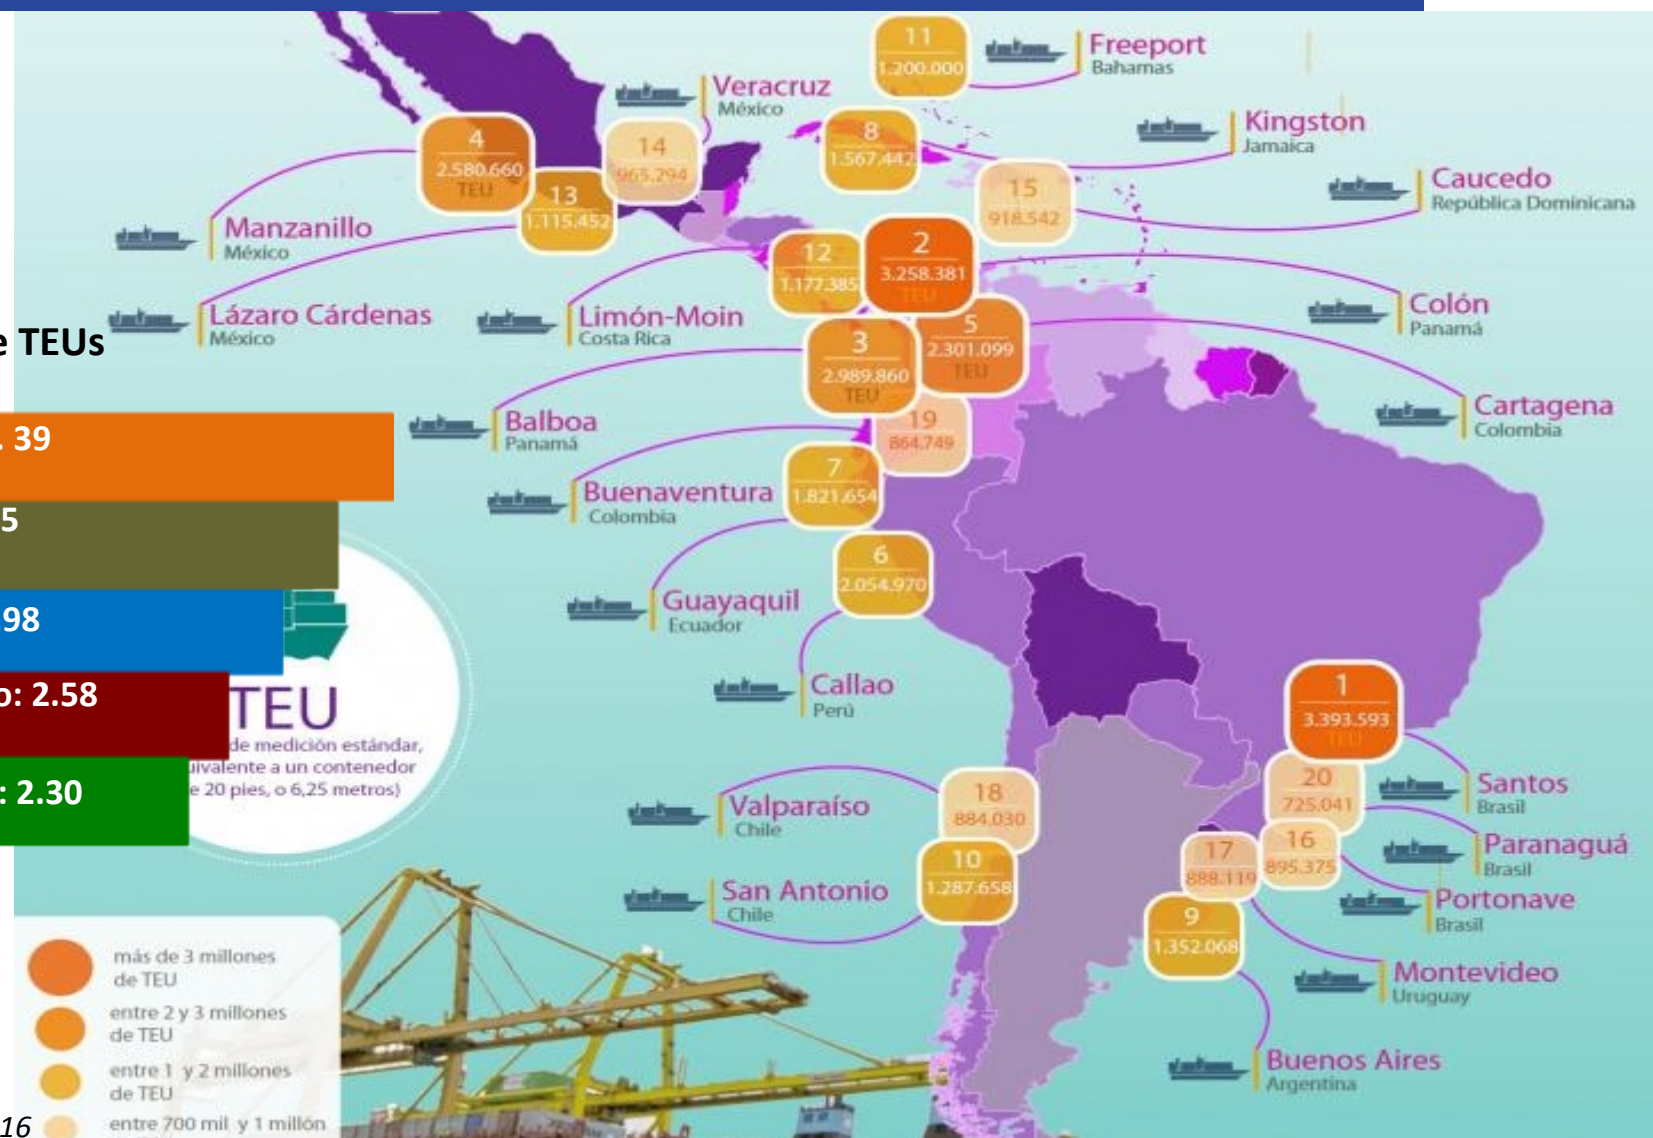 11
1.200.000
Freeport
Bahamas
Veracruz
México
14
965.294
8
1.567.442
Kingston
Jamaica
4
2.580.660
TEU
Manzanillo
México
13
1.115.452
Lázaro Cárdenas
México
15
918.542
Caucedo
República Dominicana
12
1.177.385
Limón-Moin
Costa Rica
2
3.258.381
TEU
Colón
Panamá
5
2.301.099
TEU
Cartagena
Colombia
3
2.989.860
TEU
Balboa
Panamá
19
864.749
Buenaventura
Colombia
7
1.821.654
Guayaquil
Ecuador
6
2.054.970
Callao
Perú
1
3.393.593
TEU
Santos
Brasil
20
725.041
Paranaguá
Brasil
16
895.375
Portonave
Brasil
17
888.119
Montevideo
Uruguay
9
1.352.068
Buenos Aires
Argentina
18
884.030
Valparaíso
Chile
10
1.287.658
San Antonio
Chile
e TEUs
. 39
5
98
o: 2.58
: 2.30
TEU
de medición estándar,
uivalente a un contenedor
e 20 pies, o 6,25 metros)
más de 3 millones
de TEU
entre 2 y 3 millones
de TEU
entre 1 y 2 millones
de TEU
entre 700 mil y 1 millón
16